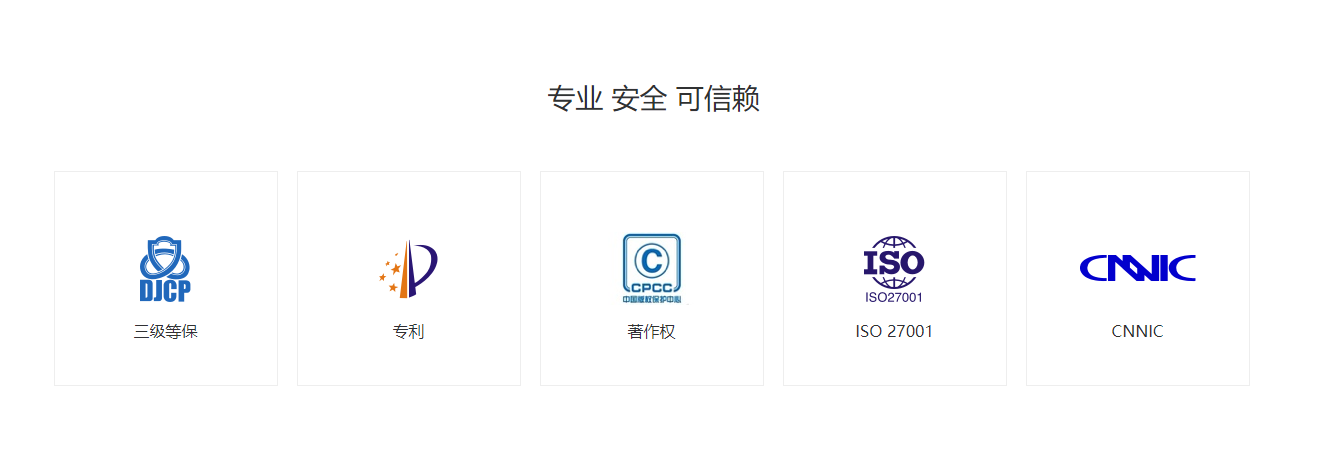 专业 安全 可信赖
DJCP
三级等保
专利
CPCC
中国版权保护中心
著作权
ISO
ISO27001
ISO 27001
CNNIC
CNNIC